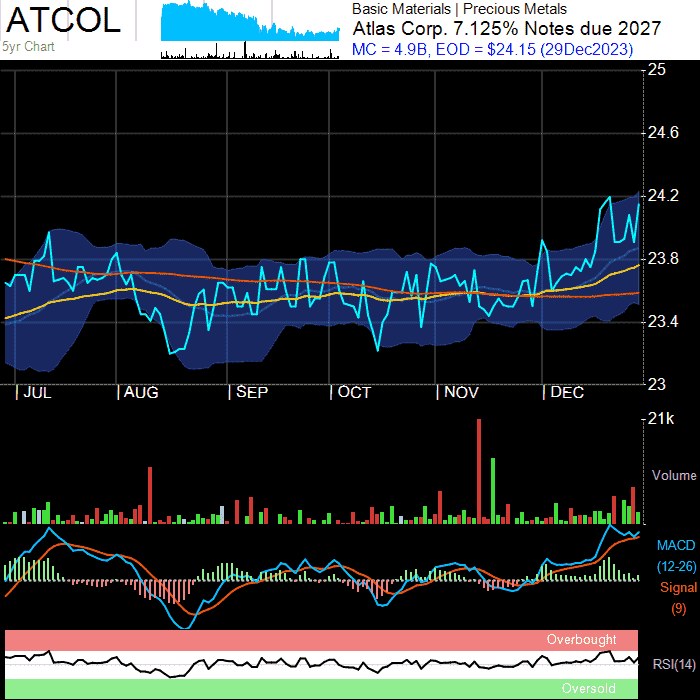 ATCOL
5yr Chart
Basic Materials | Precious Metals
Atlas Corp. 7.125% Notes due 2027
MC = 4.9B, EOD = $24.15 (29Dec2023)
25
24.6
24.2
23.8
23.4
23
| JUL | AUG | SEP | OCT | NOV | DEC
21k
Volume
MACD
(12-26)
Signal
(9)
Overbought
RSI(14)
Oversold